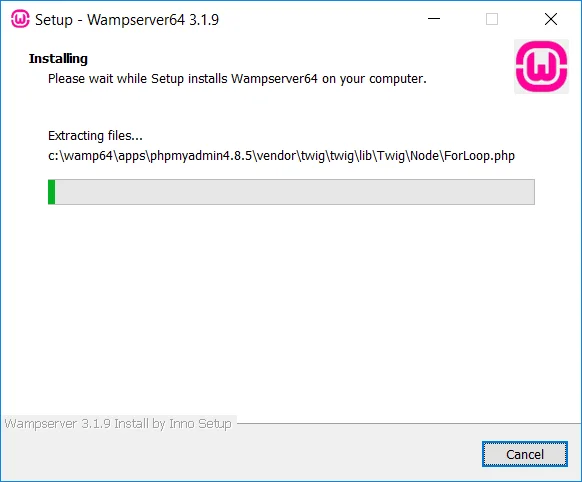 Setup - Wampserver64 3.1.9
Installing
Please wait while Setup installs Wampserver64 on your computer.
Extracting files...
c:\wamp64\apps\phpmyadmin4.8.5\vendor\twig\twig\lib\Twig\Node\ForLoop.php
Wampserver 3.1.9 Install by Inno Setup
Cancel